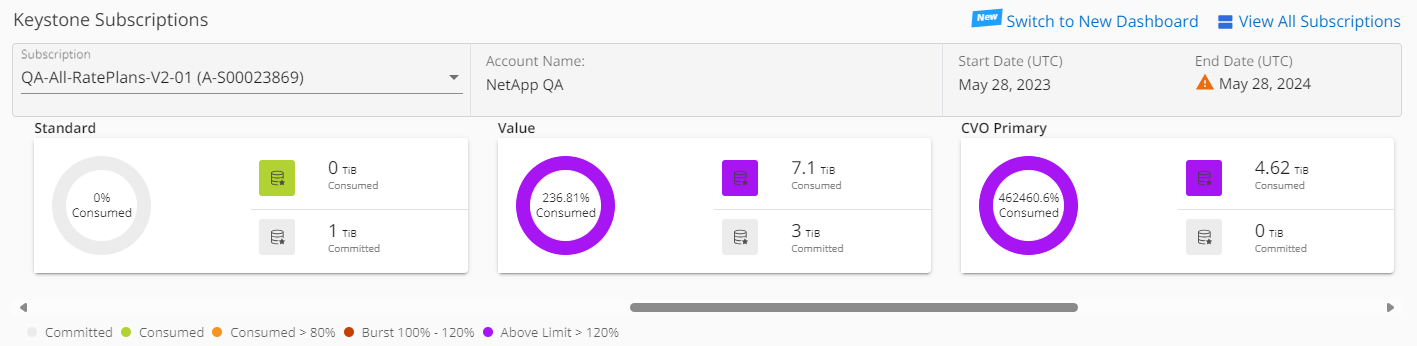 Keystone Subscriptions
New Switch to New Dashboard View All Subscriptions
Subscription
QA-All-RatePlans-V2-01 (A-S00023869)
Account Name:
NetApp QA
Start Date (UTC)
May 28, 2023
End Date (UTC)
May 28, 2024
Standard
0%
Consumed
0 TiB
Consumed
1 TiB
Committed
Value
236.81%
Consumed
7.1 TiB
Consumed
3 TiB
Committed
CVO Primary
462460.6%
Consumed
4.62 TiB
Consumed
0 TiB
Committed
Committed Consumed Consumed > 80% Burst 100% - 120% Above Limit > 120%